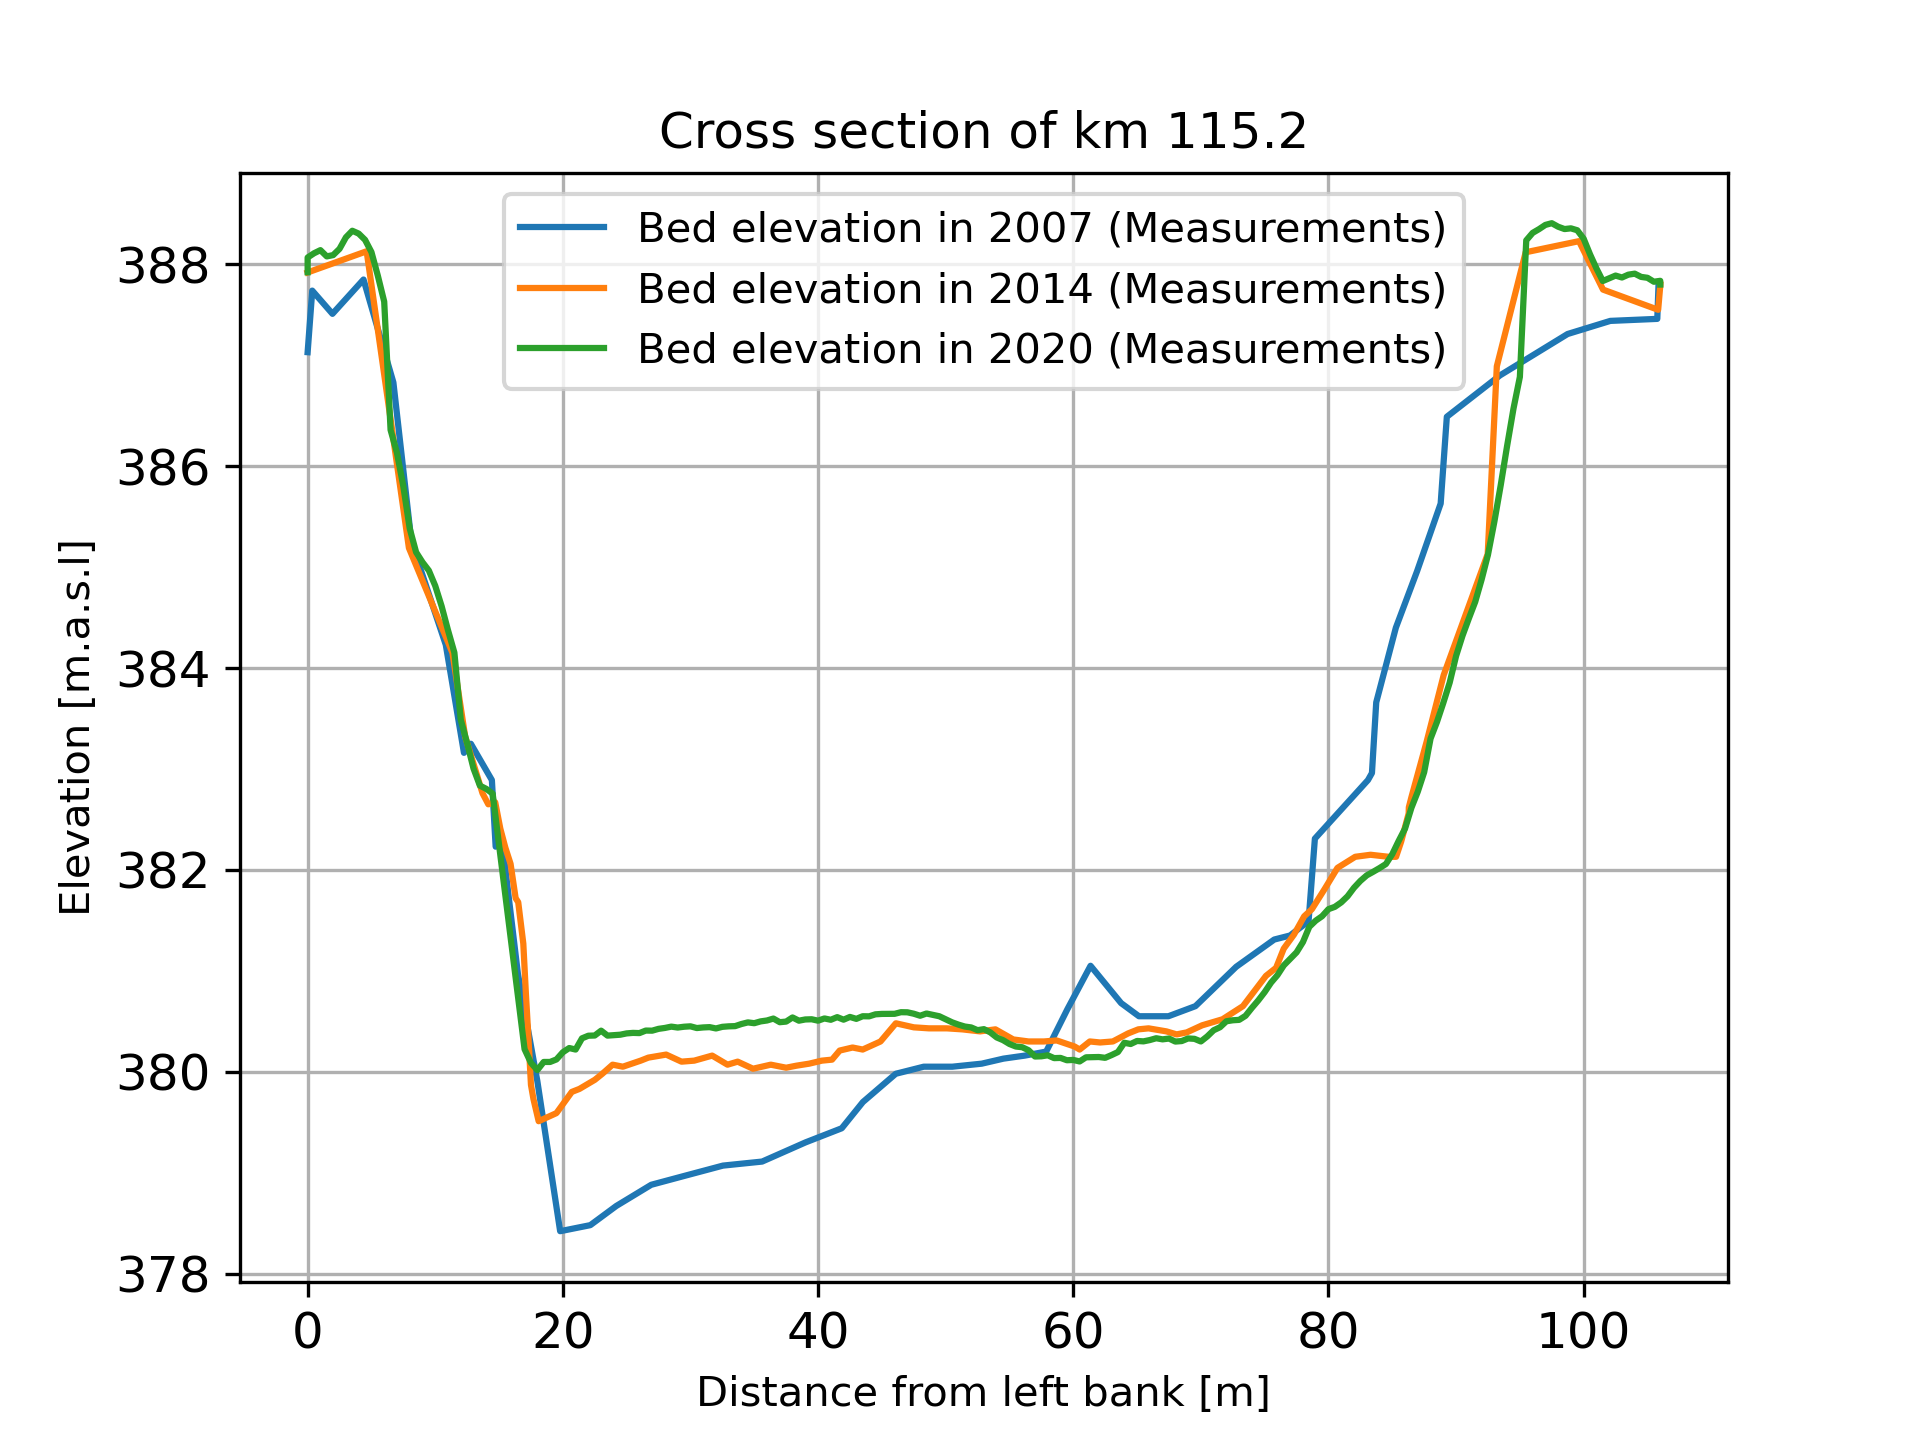 Cross section of km 115.2
Bed elevation in 2007 (Measurements)
Bed elevation in 2014 (Measurements)
Bed elevation in 2020 (Measurements)
388
386
384
382
380
378
Elevation [m.a.s.l]
0 20 40 60 80 100
Distance from left bank [m]